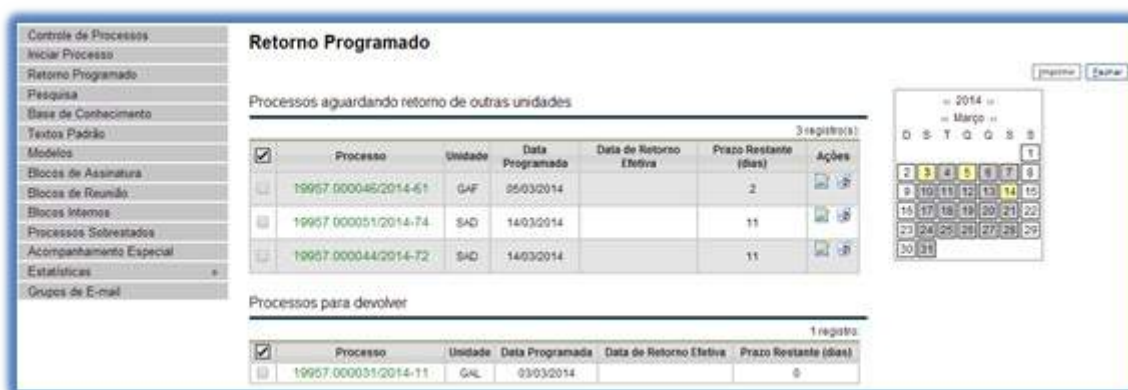 Controle de Processos
Iniciar Processo
Retorno Programado
Pesquisa
Base de Conhecimento
Textos Padrão
Modelos
Blocos de Assinatura
Blocos de Reunião
Blocos Internos
Processos Sobrestados
Acompanhamento Especial
Estatísticas
Grupos de E-mail
Retorno Programado
Imprimir Fechar
Processos aguardando retorno de outras unidades
3 registro(s):
Processo Unidade Data Programada Data de Retorno Efetiva Prazo Restante (dias) Ações
19957.000046/2014-61 GAF 05/03/2014 2
19957.000051/2014-74 SAD 14/03/2014 11
19957.000044/2014-72 SAD 14/03/2014 11
Processos para devolver
1 registro:
Processo Unidade Data Programada Data de Retorno Efetiva Prazo Restante (dias)
19957.000031/2014-11 GAL 03/03/2014 0
2014
Março
D S T Q Q S S
1
2 3 4 5 6 7 8
9 10 11 12 13 14 15
16 17 18 19 20 21 22
23 24 25 26 27 28 29
30 31